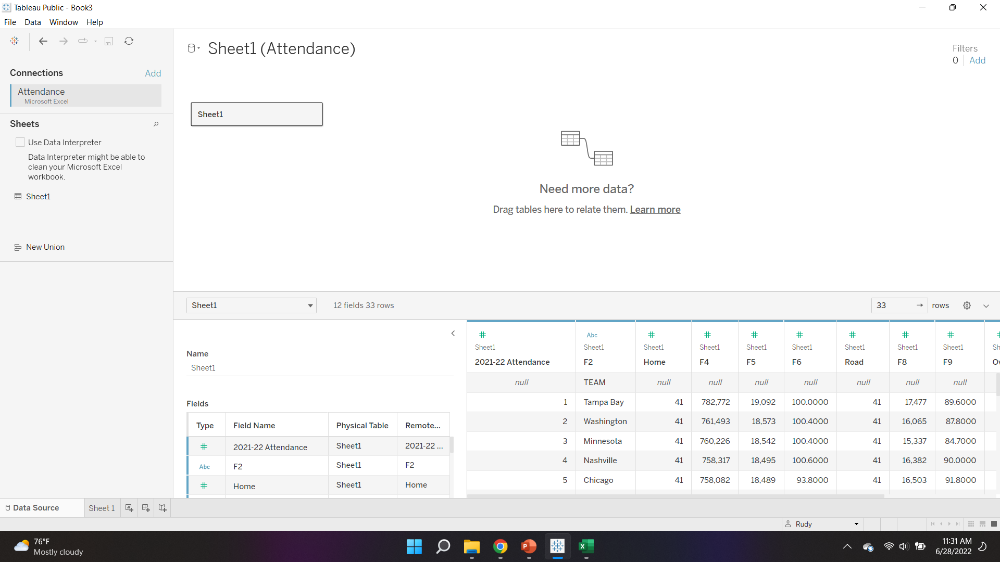 Tableau Public - Book3
File Data Window Help
Connections Add
Attendance
Microsoft Excel
Sheets
Use Data Interpreter
Data Interpreter might be able to
clean your Microsoft Excel
workbook.
Sheet1
New Union
Sheet1 (Attendance)
Filters
0 Add
Sheet1
Need more data?
Drag tables here to relate them. Learn more
Sheet1 12 fields 33 rows 33 rows
Name
Sheet1
Fields
Type Field Name Physical Table Remote...
2021-22 Attendance Sheet1 2021-22 ...
Abc F2 Sheet1 F2
Home Sheet1 Home
Abc
Sheet1 Sheet1 Sheet1 Sheet1 Sheet1 Sheet1 Sheet1 Sheet1 Sheet1 Sh
2021-22 Attendance F2 Home F4 F5 F6 Road F8 F9 Ov
null TEAM null null null null null null null
1 Tampa Bay 41 782,772 19,092 100.0000 41 17,477 89.6000
2 Washington 41 761,493 18,573 100.4000 41 16,065 87.8000
3 Minnesota 41 760,226 18,542 100.4000 41 15,337 84.7000
4 Nashville 41 758,317 18,495 100.6000 41 16,382 90.0000
5 Chicago 41 758,082 18,489 93.8000 41 16,503 91.8000
Data Source Sheet 1
Rudy
76°F
Mostly cloudy
11:31 AM
6/28/2022